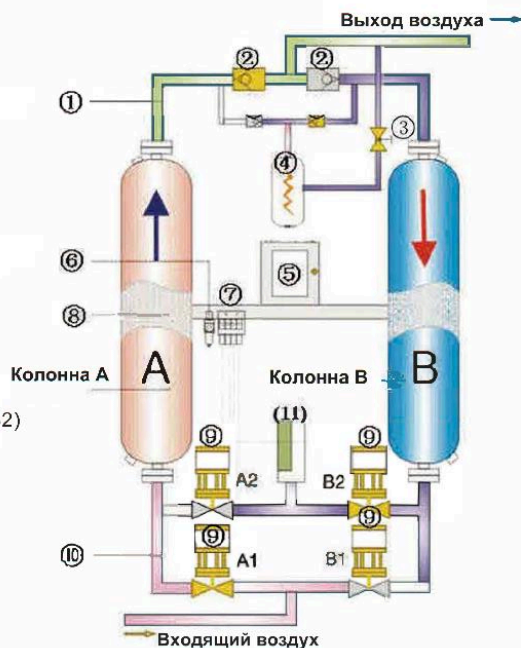 Выход воздуха
② ②
①
③
④
⑥
⑦
⑤
⑧
Колонна А
A
Колонна В
B
2)
⑨
(11)
⑨
A2
B2
⑨
⑨
⑩
A1
B1
Входящий воздух